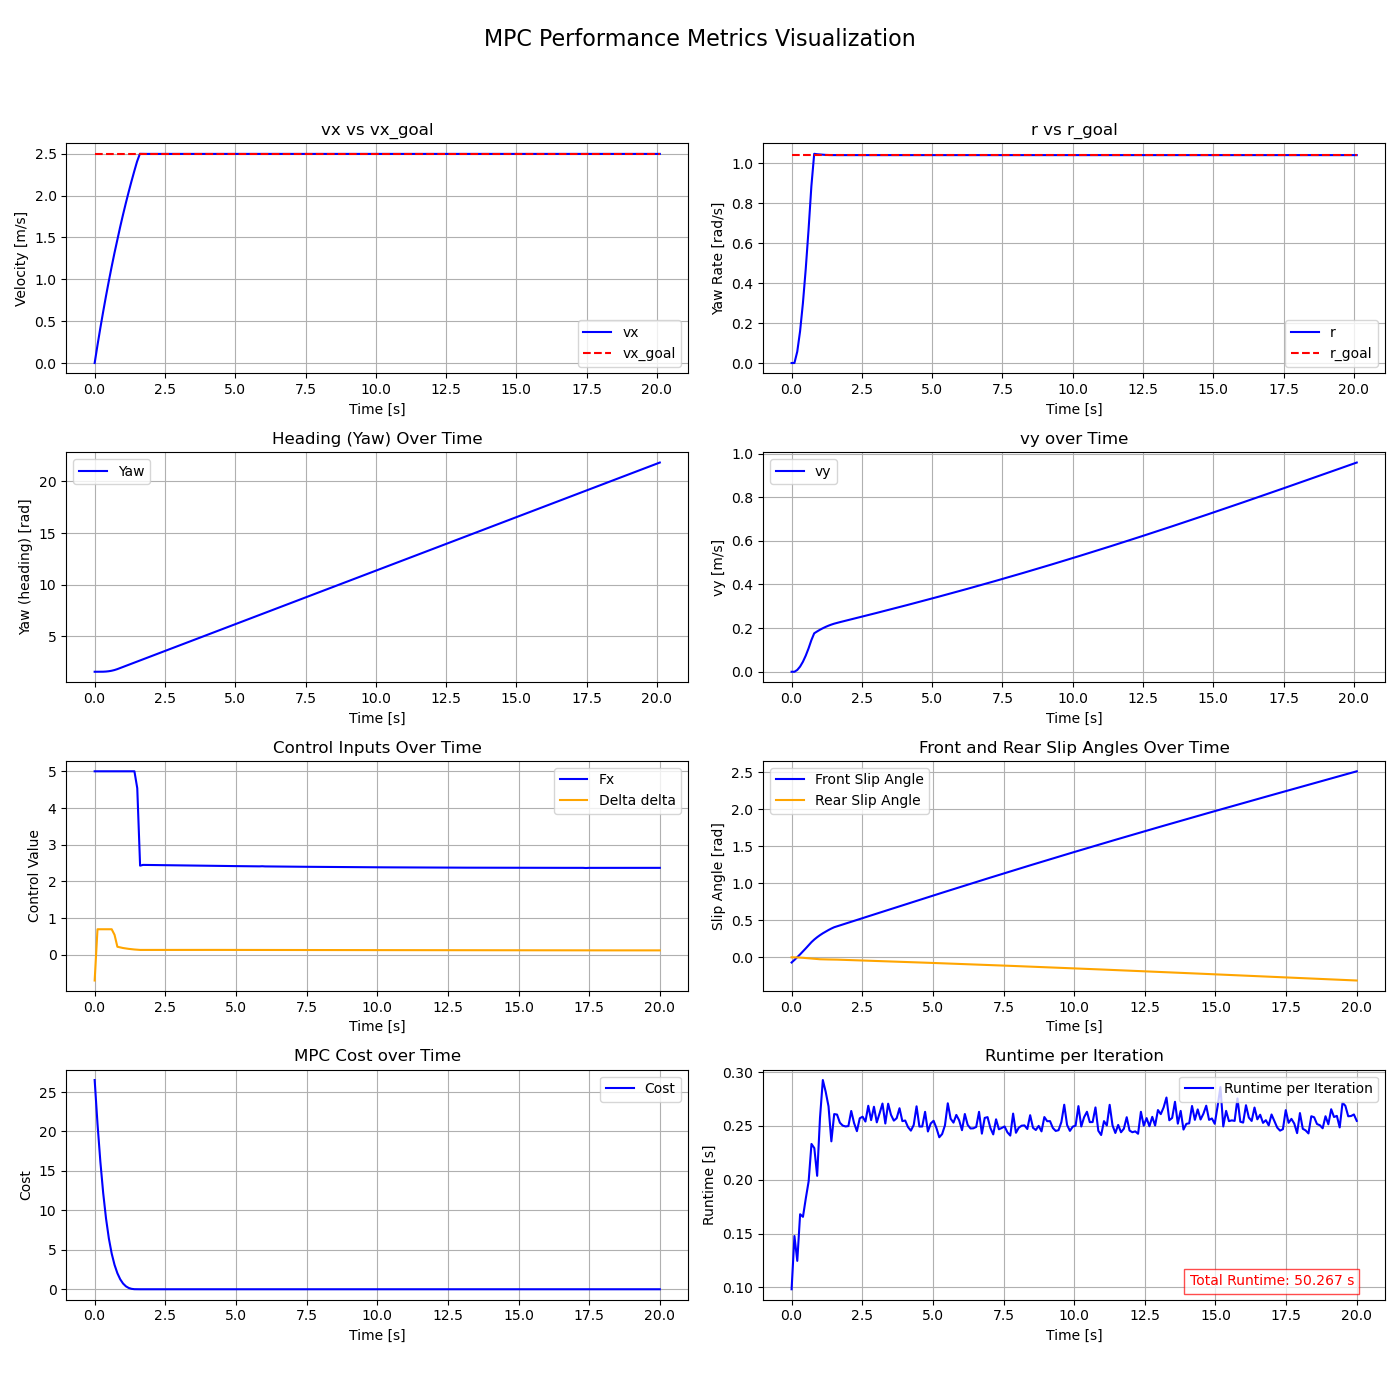 MPC Performance Metrics Visualization
vx vs vx_goal
Velocity [m/s]
2.5
2.0
1.5
1.0
0.5
0.0
0.0 2.5 5.0 7.5 10.0 12.5 15.0 17.5 20.0
Time [s]
vx
vx_goal
r vs r_goal
Yaw Rate [rad/s]
1.0
0.8
0.6
0.4
0.2
0.0
0.0 2.5 5.0 7.5 10.0 12.5 15.0 17.5 20.0
Time [s]
r
r_goal
Heading (Yaw) Over Time
Yaw (heading) [rad]
20
15
10
5
0.0 2.5 5.0 7.5 10.0 12.5 15.0 17.5 20.0
Time [s]
Yaw
vy over Time
vy [m/s]
1.0
0.8
0.6
0.4
0.2
0.0
0.0 2.5 5.0 7.5 10.0 12.5 15.0 17.5 20.0
Time [s]
vy
Control Inputs Over Time
Control Value
5
4
3
2
1
0
0.0 2.5 5.0 7.5 10.0 12.5 15.0 17.5 20.0
Time [s]
Fx
Delta delta
Front and Rear Slip Angles Over Time
Slip Angle [rad]
2.5
2.0
1.5
1.0
0.5
0.0
0.0 2.5 5.0 7.5 10.0 12.5 15.0 17.5 20.0
Time [s]
Front Slip Angle
Rear Slip Angle
MPC Cost over Time
Cost
25
20
15
10
5
0
0.0 2.5 5.0 7.5 10.0 12.5 15.0 17.5 20.0
Time [s]
Cost
Runtime per Iteration
Runtime [s]
0.30
0.25
0.20
0.15
0.10
0.0 2.5 5.0 7.5 10.0 12.5 15.0 17.5 20.0
Time [s]
Runtime per Iteration
Total Runtime: 50.267 s